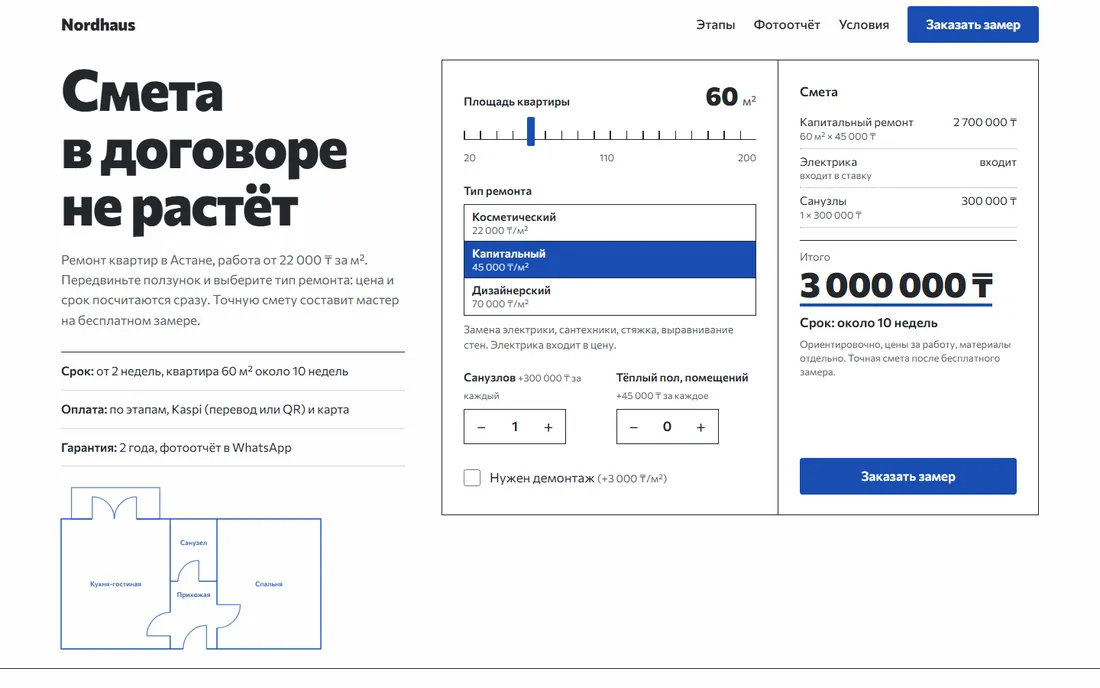 Nordhaus
Этапы
Фотоотчёт
Условия
Заказать замер
Смета
в договоре
не растёт
Ремонт квартир в Астане, работа от 22 000 ₸ за м².
Передвиньте ползунок и выберите тип ремонта: цена и
срок посчитаются сразу. Точную смету составит мастер
на бесплатном замере.
Срок: от 2 недель, квартира 60 м² около 10 недель
Оплата: по этапам, Kaspi (перевод или QR) и карта
Гарантия: 2 года, фотоотчёт в WhatsApp
Кухня-гостиная
Санузел
Прихожая
Спальня
Площадь квартиры
60 м²
20
110
200
Тип ремонта
Косметический
22 000 ₸/м²
Капитальный
45 000 ₸/м²
Дизайнерский
70 000 ₸/м²
Замена электрики, сантехники, стяжка, выравнивание
стен. Электрика входит в цену.
Санузлов +300 000 ₸ за
каждый
− 1 +
Тёплый пол, помещений
+45 000 ₸ за каждое
− 0 +
Нужен демонтаж (+3 000 ₸/м²)
Смета
Капитальный ремонт 2 700 000 ₸
60 м² × 45 000 ₸
Электрика входит
входит в ставку
Санузлы 300 000 ₸
1 × 300 000 ₸
Итого
3 000 000 ₸
Срок: около 10 недель
Ориентировочно, цены за работу, материалы
отдельно. Точная смета после бесплатного
замера.
Заказать замер